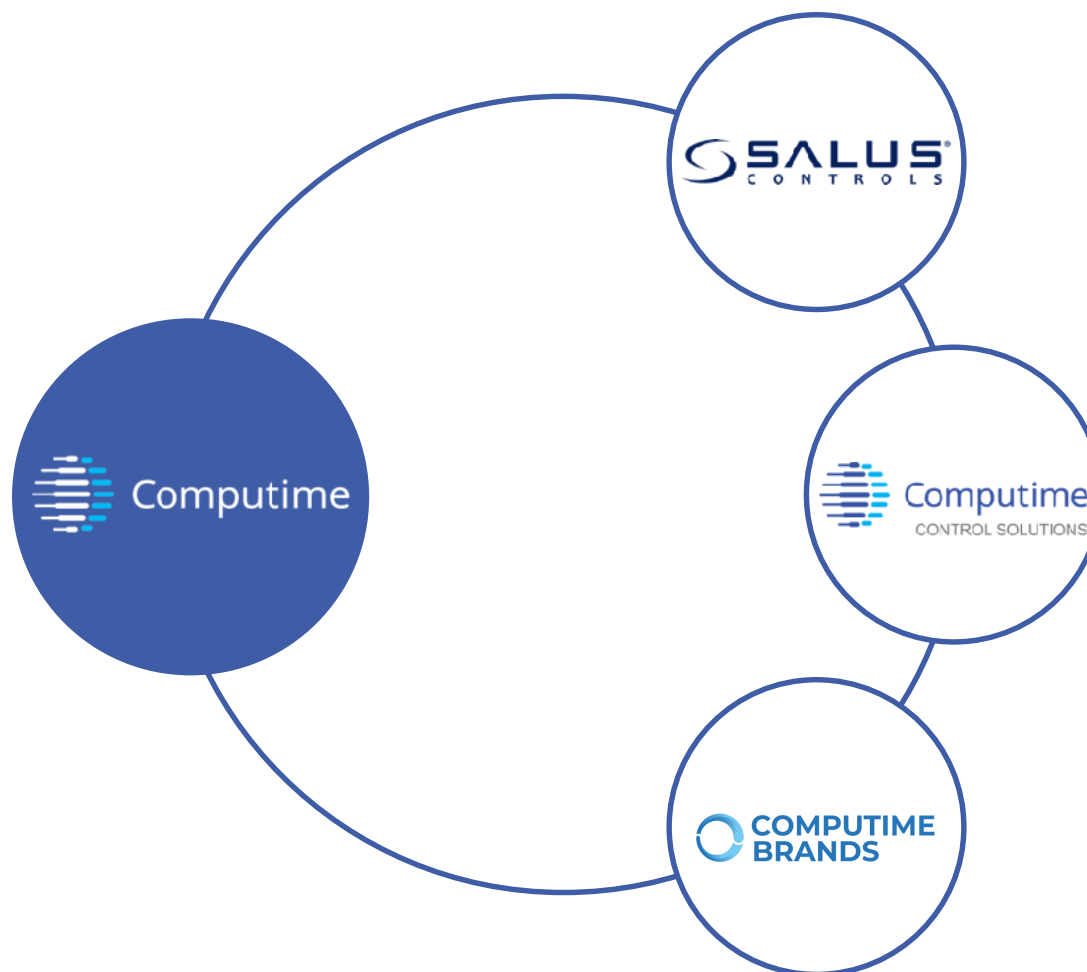 SALUS®
CONTROLS
Computime
Computime
CONTROL SOLUTIONS
COMPUTIME
BRANDS